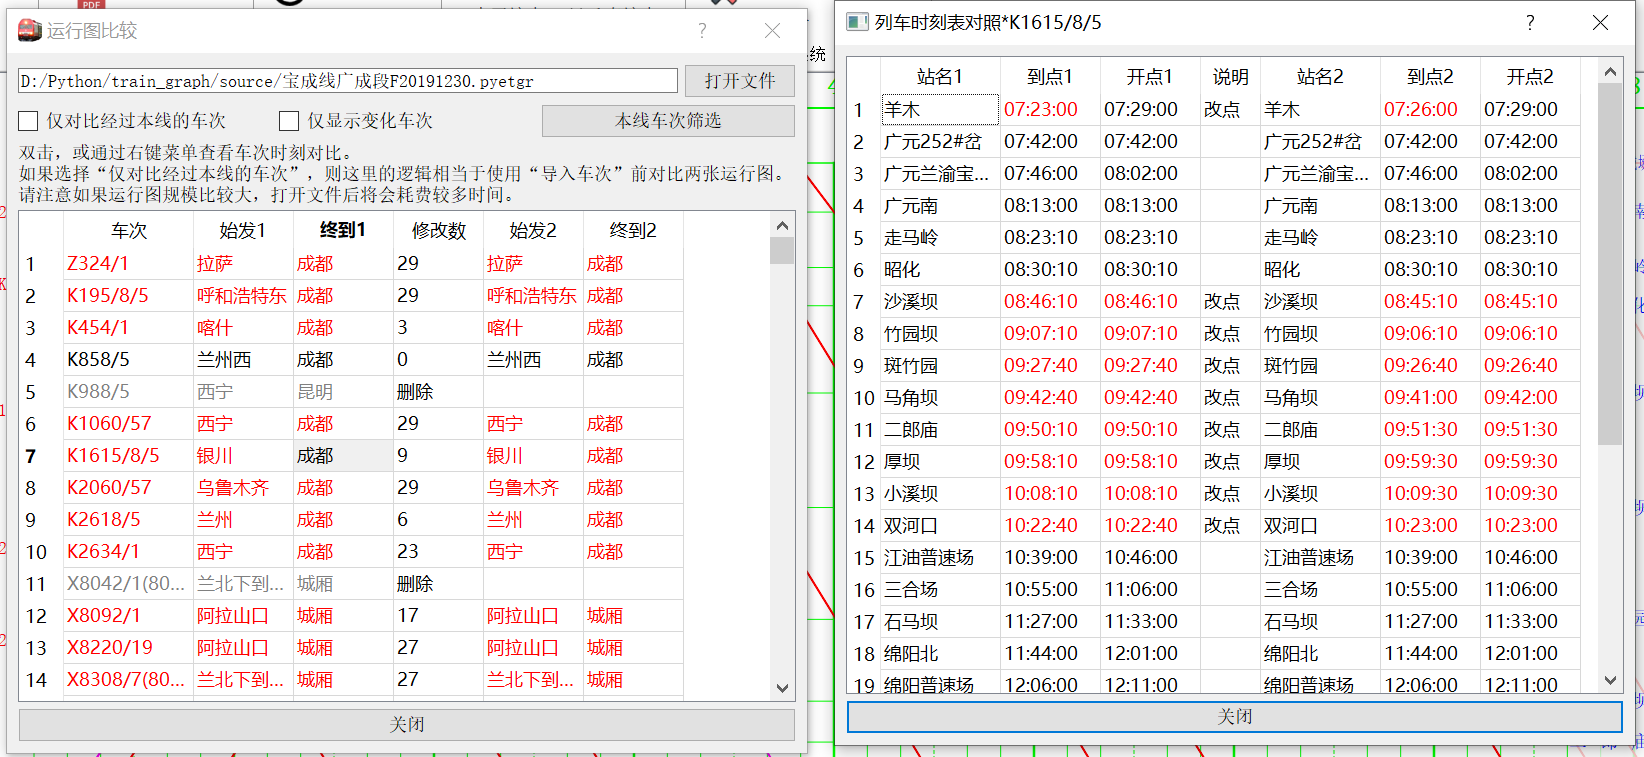 PDF
运行图比较
?
D:/Python/train_graph/source/宝成线广成段F20191230.pyetgr
打开文件
仅对比经过本线的车次
仅显示变化车次
本线车次筛选
双击，或通过右键菜单查看车次时刻对比。
如果选择“仅对比经过本线的车次”，则这里的逻辑相当于使用“导入车次”前对比两张运行图。
请注意如果运行图规模比较大，打开文件后将会耗费较多时间。
车次 始发1 终到1 修改数 始发2 终到2
1 Z324/1 拉萨 成都 29 拉萨 成都
2 K195/8/5 呼和浩特东 成都 29 呼和浩特东 成都
3 K454/1 喀什 成都 3 喀什 成都
4 K858/5 兰州西 成都 0 兰州西 成都
5 K988/5 西宁 昆明 删除
6 K1060/57 西宁 成都 29 西宁 成都
7 K1615/8/5 银川 成都 9 银川 成都
8 K2060/57 乌鲁木齐 成都 29 乌鲁木齐 成都
9 K2618/5 兰州 成都 6 兰州 成都
10 K2634/1 西宁 成都 23 西宁 成都
11 X8042/1(80... 兰北下到... 城厢 删除
12 X8092/1 阿拉山口 城厢 17 阿拉山口 城厢
13 X8220/19 阿拉山口 城厢 27 阿拉山口 城厢
14 X8308/7(80... 兰北下到... 城厢 27 兰北下到... 城厢
关闭
统
列车时刻表对照*K1615/8/5
?
站名1 到点1 开点1 说明 站名2 到点2 开点2
1 羊木 07:23:00 07:29:00 改点 羊木 07:26:00 07:29:00
2 广元252#岔 07:42:00 07:42:00 广元252#岔 07:42:00 07:42:00
3 广元兰渝宝... 07:46:00 08:02:00 广元兰渝宝... 07:46:00 08:02:00
4 广元南 08:13:00 08:13:00 广元南 08:13:00 08:13:00
5 走马岭 08:23:10 08:23:10 走马岭 08:23:10 08:23:10
6 昭化 08:30:10 08:30:10 昭化 08:30:10 08:30:10
7 沙溪坝 08:46:10 08:46:10 改点 沙溪坝 08:45:10 08:45:10
8 竹园坝 09:07:10 09:07:10 改点 竹园坝 09:06:10 09:06:10
9 斑竹园 09:27:40 09:27:40 改点 斑竹园 09:26:40 09:26:40
10 马角坝 09:42:40 09:42:40 改点 马角坝 09:41:00 09:42:00
11 二郎庙 09:50:10 09:50:10 改点 二郎庙 09:51:30 09:51:30
12 厚坝 09:58:10 09:58:10 改点 厚坝 09:59:30 09:59:30
13 小溪坝 10:08:10 10:08:10 改点 小溪坝 10:09:30 10:09:30
14 双河口 10:22:40 10:22:40 改点 双河口 10:23:00 10:23:00
15 江油普速场 10:39:00 10:46:00 江油普速场 10:39:00 10:46:00
16 三合场 10:55:00 11:06:00 三合场 10:55:00 11:06:00
17 石马坝 11:27:00 11:33:00 石马坝 11:27:00 11:33:00
18 绵阳北 11:44:00 12:01:00 绵阳北 11:44:00 12:01:00
19 绵阳普速场 12:06:00 12:11:00 绵阳普速场 12:06:00 12:11:00
关闭